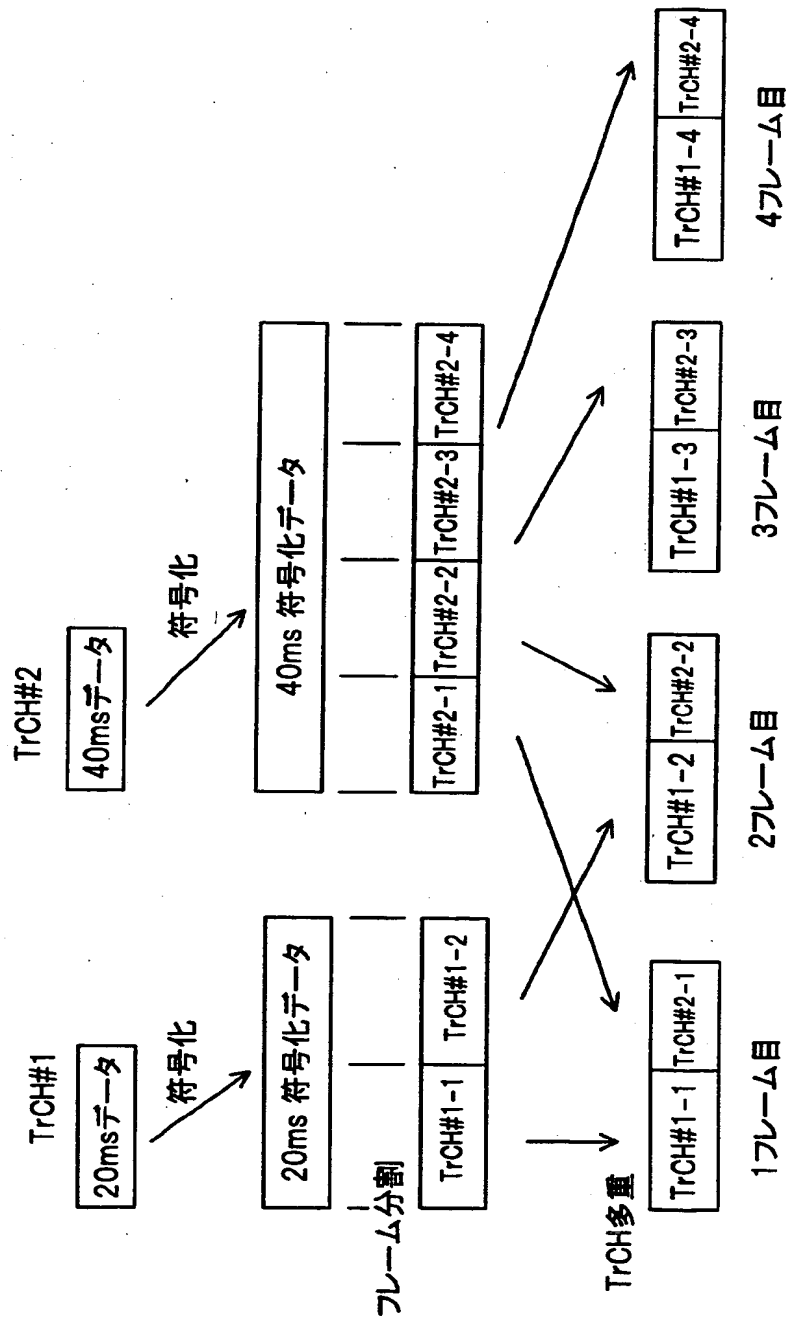 TrCH#1
TrCH#2
20msデータ
40msデータ
符号化
符号化
20ms 符号化データ
40ms 符号化データ
フレーム分割
TrCH#1-1
TrCH#1-2
TrCH#2-1
TrCH#2-2
TrCH#2-3
TrCH#2-4
TrCH多重
TrCH#1-1
TrCH#2-1
TrCH#1-2
TrCH#2-2
TrCH#1-3
TrCH#2-3
TrCH#1-4
TrCH#2-4
1フレーム目
2フレーム目
3フレーム目
4フレーム目